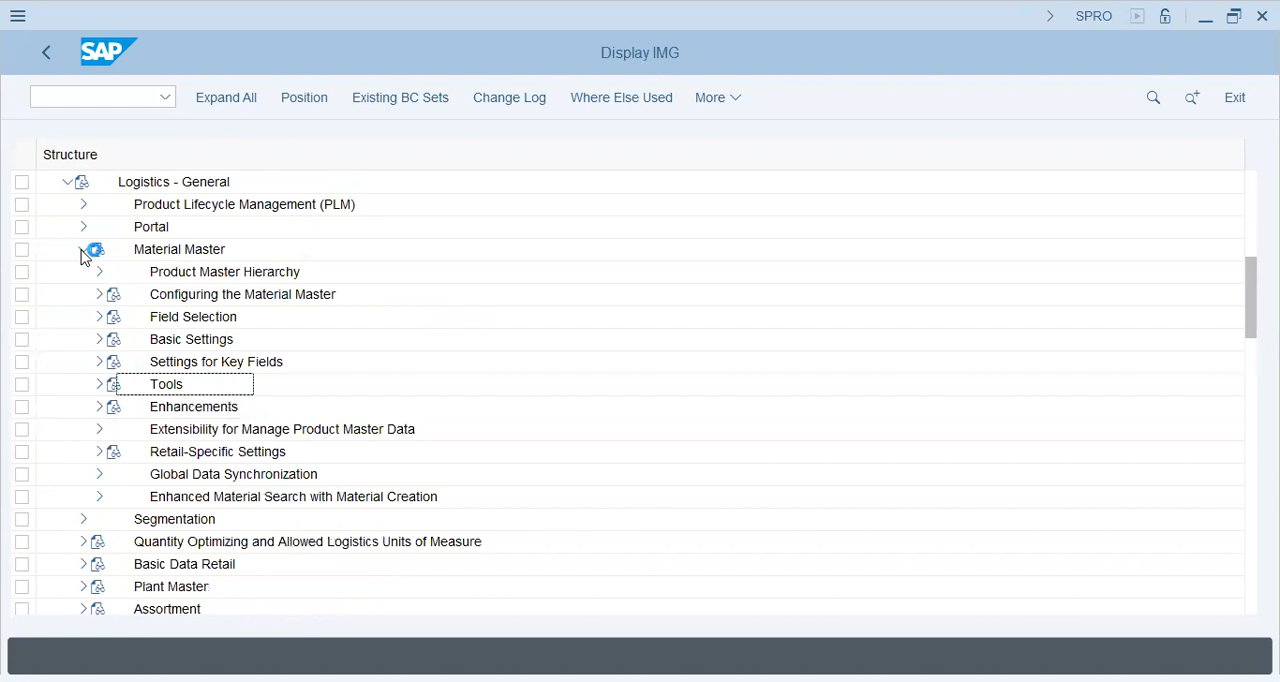 SPRO
SAP
Display IMG
Expand All
Position
Existing BC Sets
Change Log
Where Else Used
More
Exit
Structure
Logistics - General
Product Lifecycle Management (PLM)
Portal
Material Master
Product Master Hierarchy
Configuring the Material Master
Field Selection
Basic Settings
Settings for Key Fields
Tools
Enhancements
Extensibility for Manage Product Master Data
Retail-Specific Settings
Global Data Synchronization
Enhanced Material Search with Material Creation
Segmentation
Quantity Optimizing and Allowed Logistics Units of Measure
Basic Data Retail
Plant Master
Assortment